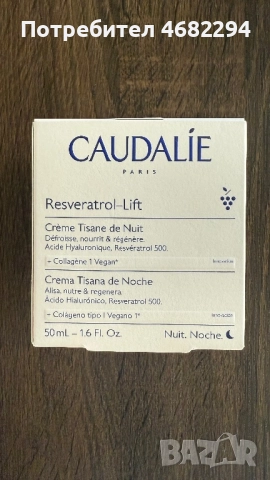 Потребител 4682294
CAUDALÍE
PARIS
Resveratrol-Lift
Crème Tisane de Nuit
Défroisse, nourrit & régénère.
Acide Hyaluronique, Resvératrol 500.
+ Collagène 1 Vegan*
Crema Tisana de Noche
Alisa, nutre & regenera.
Ácido Hialurónico, Resveratrol 500.
+ Colágeno tipo I Vegano 1*
50 mL - 1.6 Fl. Oz.
Nuit. Noche.
BAZAR